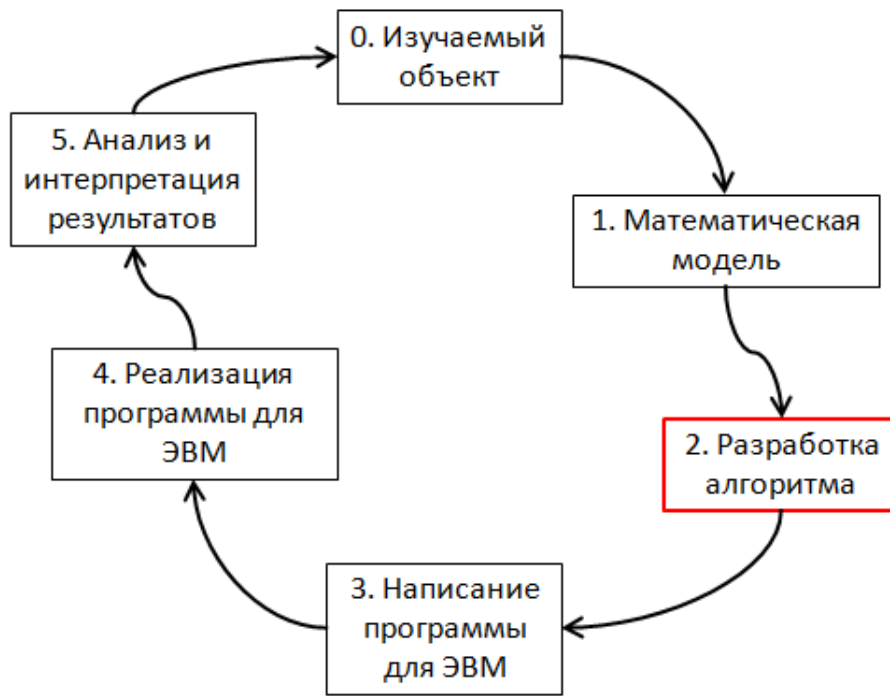 0. Изучаемый
объект
1. Математическая
модель
2. Разработка
алгоритма
3. Написание
программы
для ЭВМ
4. Реализация
программы для
ЭВМ
5. Анализ и
интерпретация
результатов